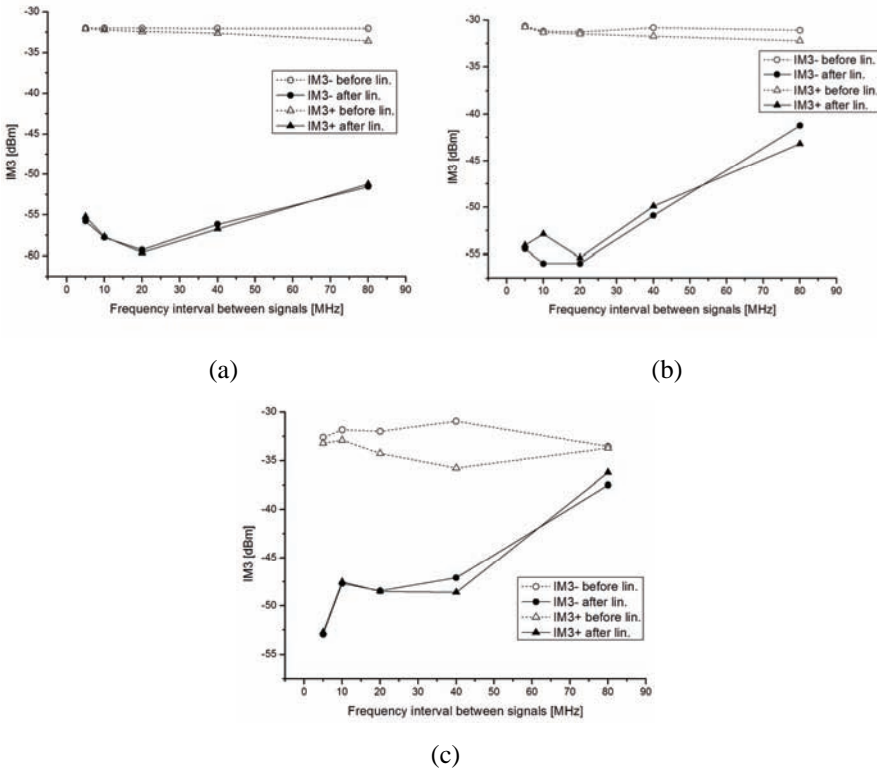 -30
-35
-40
-45
-50
-55
-60
IM3 [dBm]
IM3- before lin.
IM3- after lin.
IM3+ before lin.
IM3+ after lin.
0 10 20 30 40 50 60 70 80 90
Frequency interval between signals [MHz]
(a)
-30
-35
-40
-45
-50
-55
IM3 [dBm]
IM3- before lin.
IM3- after lin.
IM3+ before lin.
IM3+ after lin.
0 10 20 30 40 50 60 70 80 90
Frequency interval between signals [MHz]
(b)
-30
-35
-40
-45
-50
-55
IM3 [dBm]
IM3- before lin.
IM3- after lin.
IM3+ before lin.
IM3+ after lin.
0 10 20 30 40 50 60 70 80 90
Frequency interval between signals [MHz]
(c)